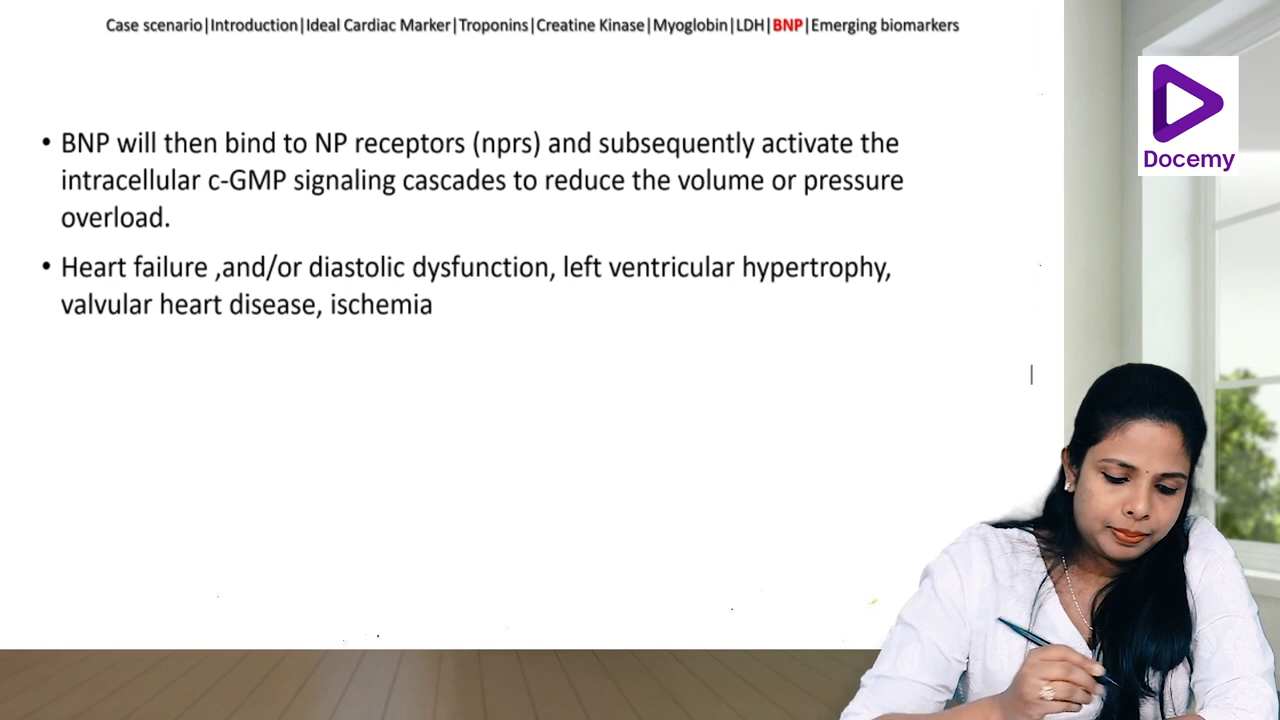 Case scenario|Introduction|Ideal Cardiac Marker|Troponins|Creatine Kinase|Myoglobin|LDH|BNP|Emerging biomarkers
Docemy
• BNP will then bind to NP receptors (nprs) and subsequently activate the
intracellular c-GMP signaling cascades to reduce the volume or pressure
overload.
• Heart failure ,and/or diastolic dysfunction, left ventricular hypertrophy,
valvular heart disease, ischemia